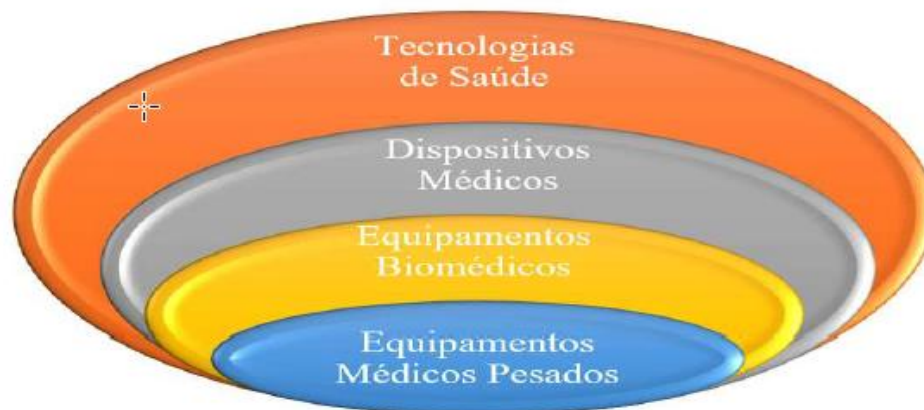 Tecnologias
de Saúde
Dispositivos
Médicos
Equipamentos
Biomédicos
Equipamentos
Médicos Pesados